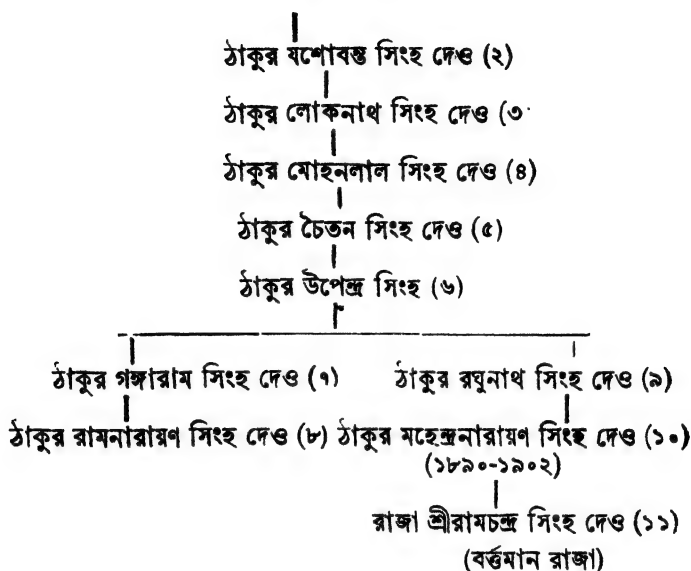 ঠাকুর যশোবন্ত সিংহ দেও (২)
ঠাকুর লোকনাথ সিংহ দেও (৩
ঠাকুর মোহনলাল সিংহ দেও (৪)
ঠাকুর চৈতন সিংহ দেও (৫)
ঠাকুর উপেন্দ্র সিংহ (৬)
ঠাকুর গঙ্গারাম সিংহ দেও (৭) ঠাকুর রঘুনাথ সিংহ দেও (৯)
ঠাকুর রামনারায়ণ সিংহ দেও (৮) ঠাকুর মহেন্দ্রনারায়ণ সিংহ দেও (১০)
(১৮৯০-১৯০২)
রাজা শ্রীরামচন্দ্র সিংহ দেও (১১)
(বর্ত্তমান রাজা)